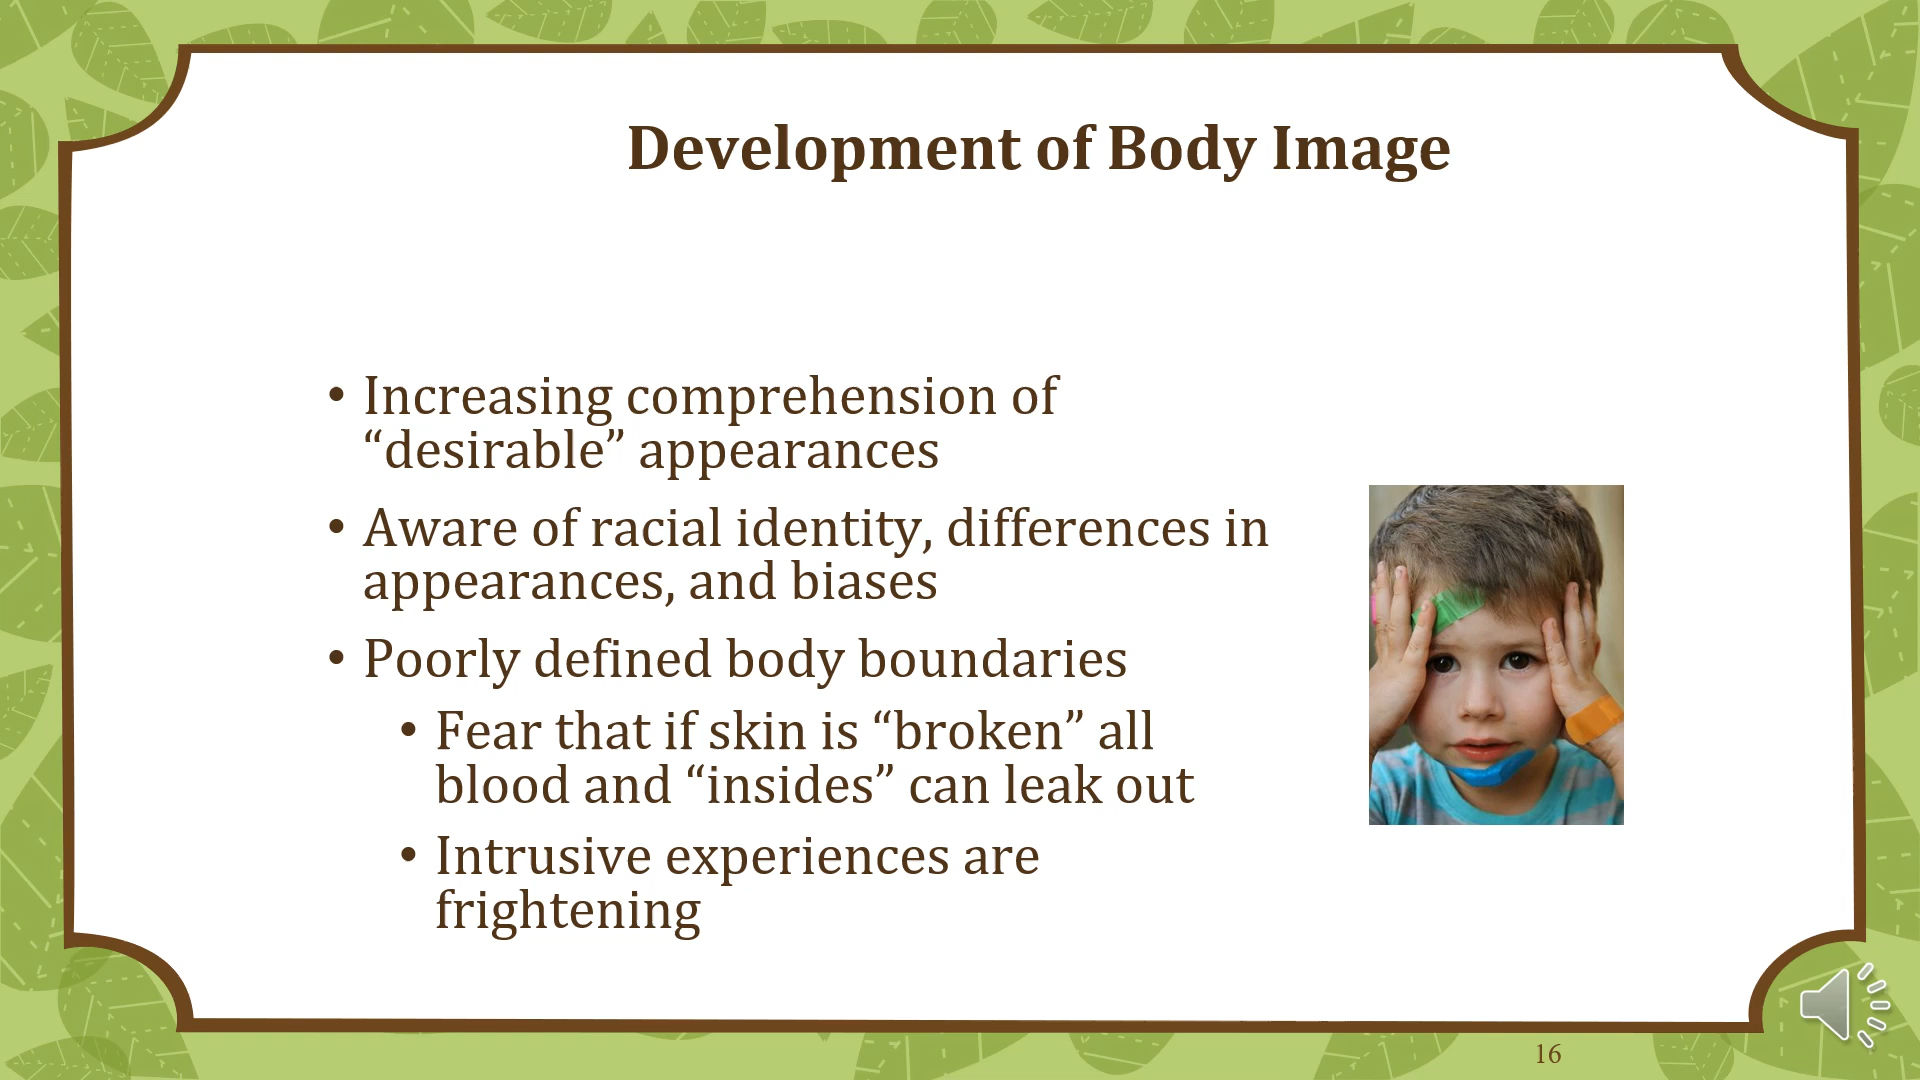 Development of Body Image
• Increasing comprehension of
“desirable” appearances
• Aware of racial identity, differences in
appearances, and biases
• Poorly defined body boundaries
• Fear that if skin is “broken” all
blood and “insides” can leak out
• Intrusive experiences are
frightening
16